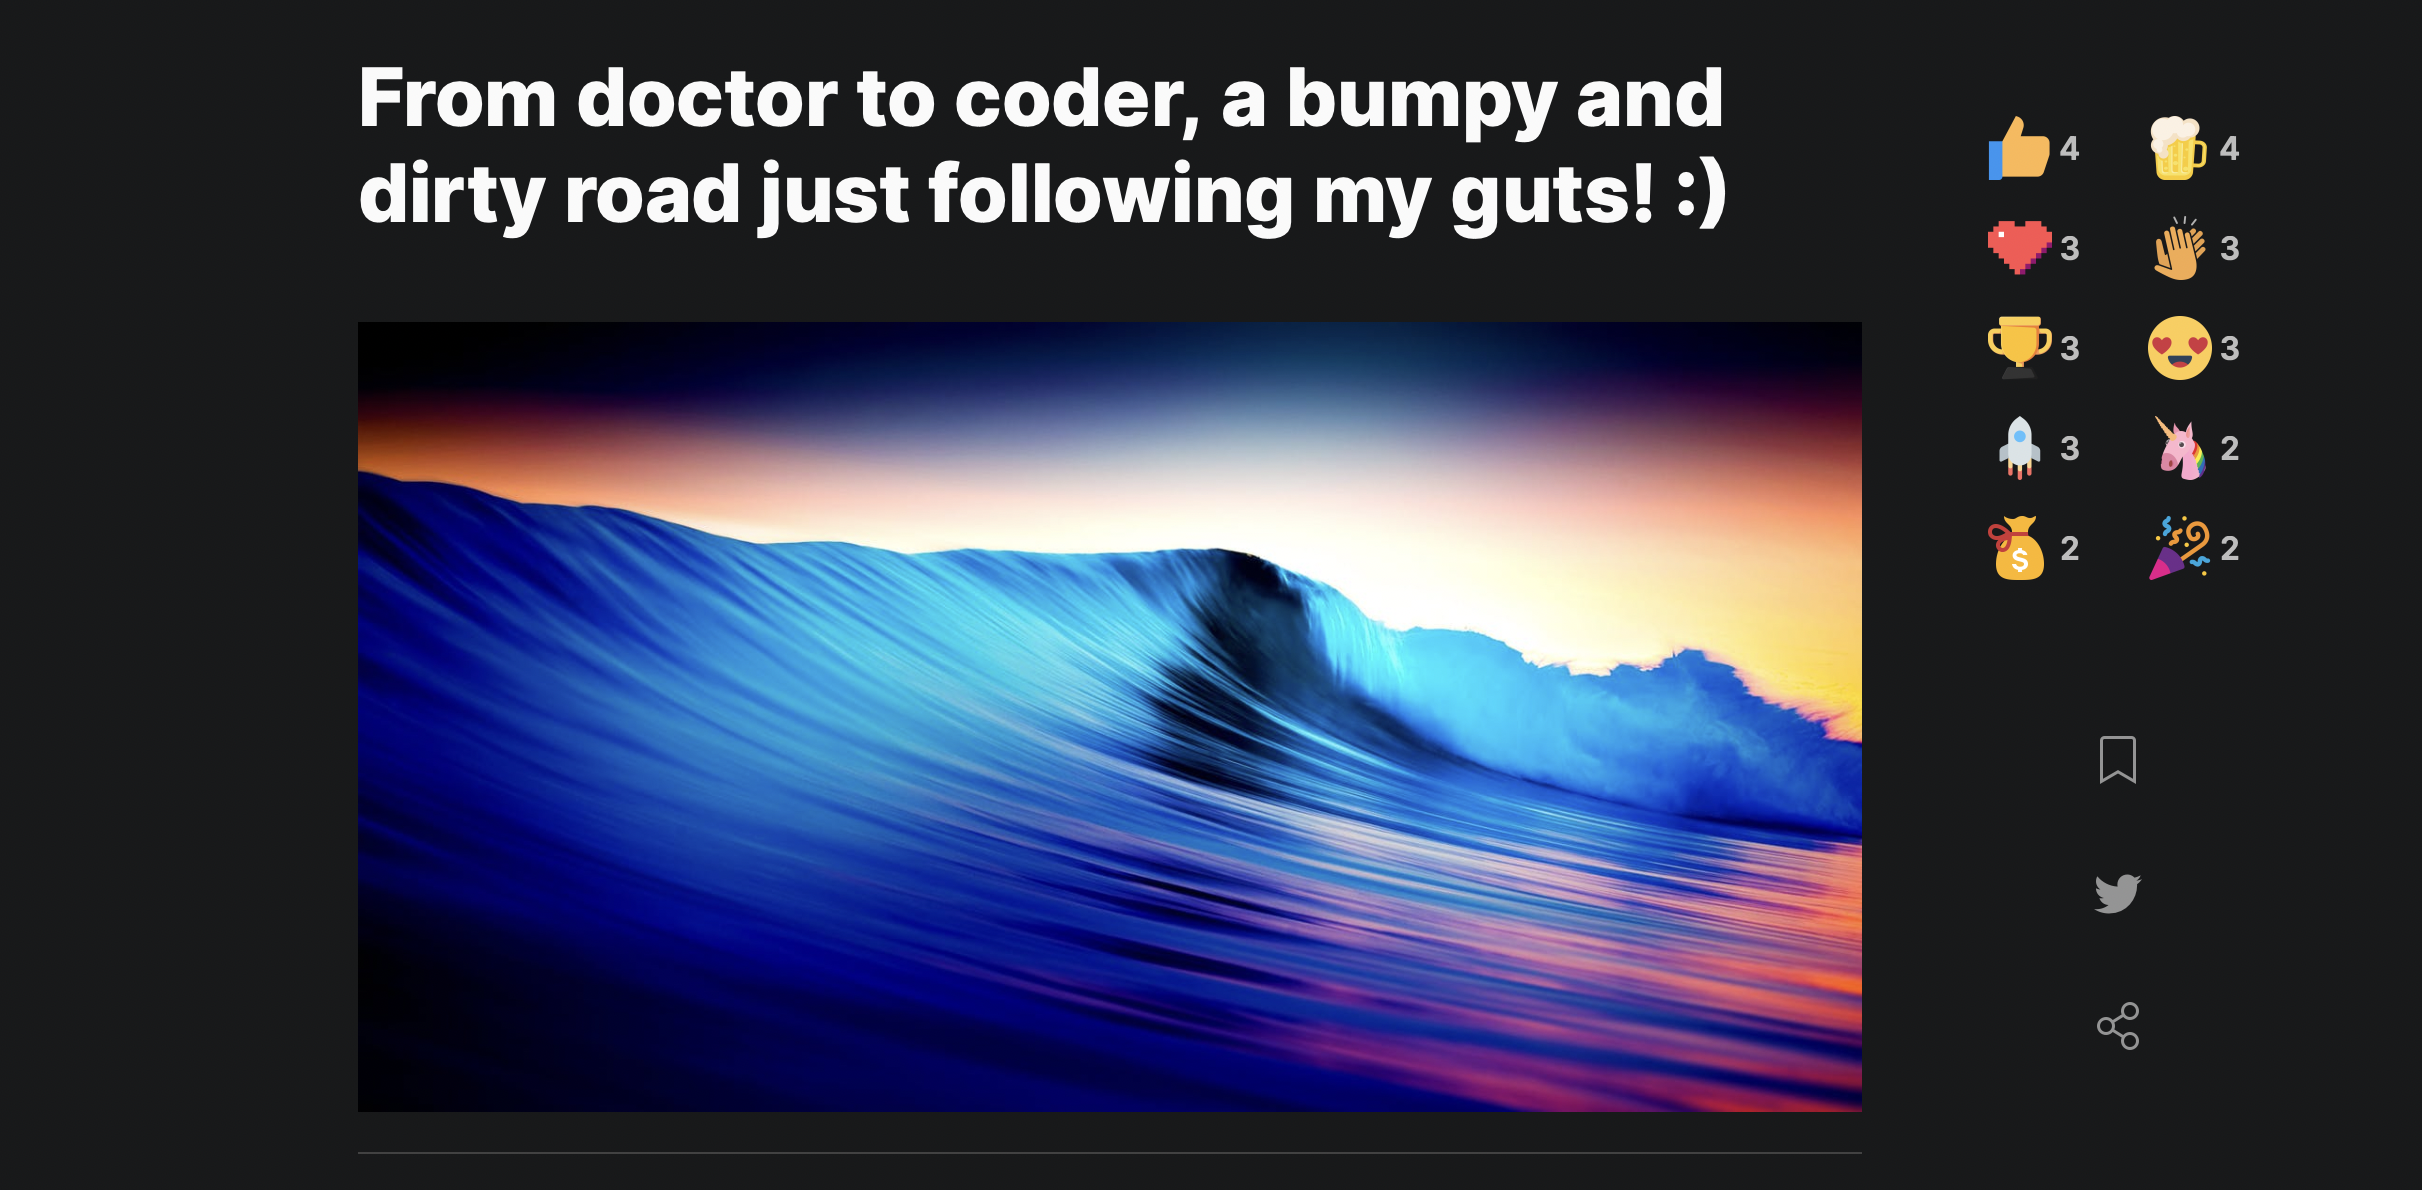 From doctor to coder, a bumpy and
dirty road just following my guts! :)
4 4
3 3
3 3
3 2
$ 2 2